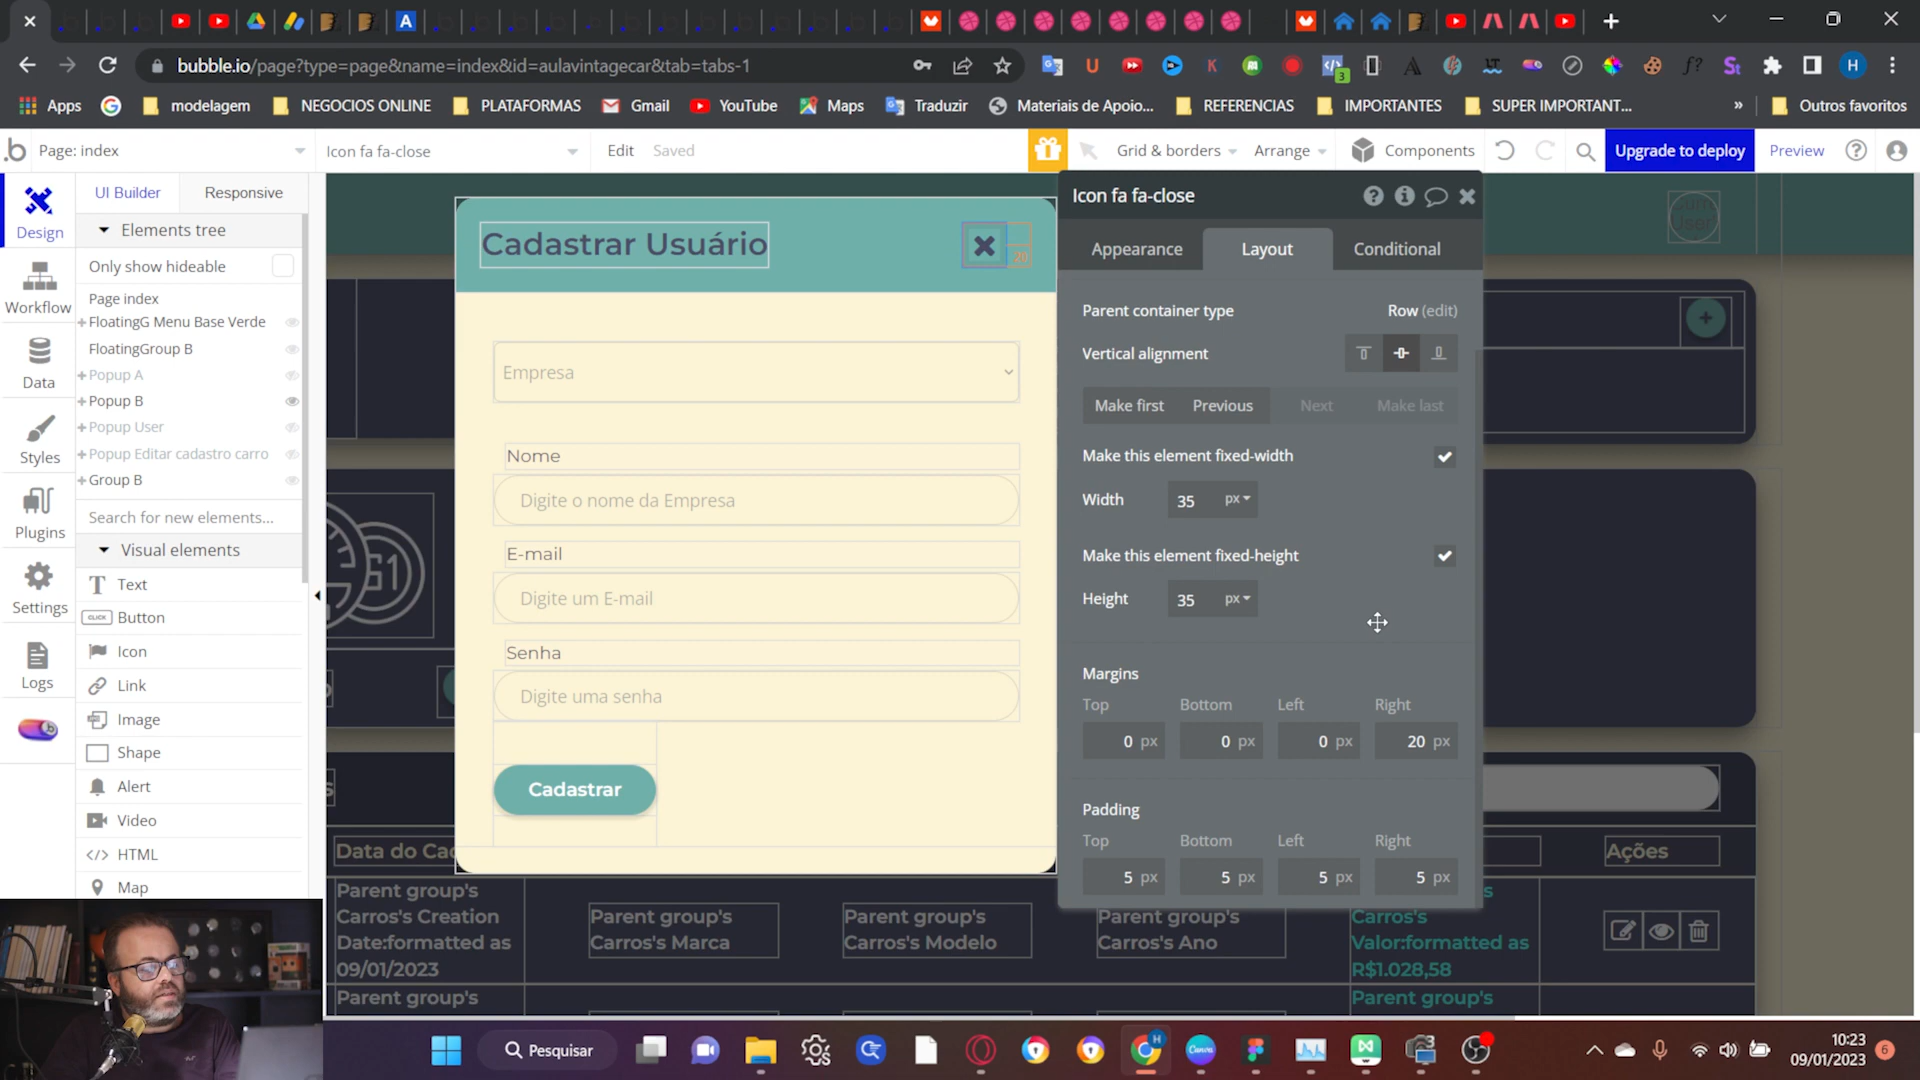 bubble.io/page?type=page&name=index&id=aulavintagecar&tab=tabs-1
Apps
modelagem
NEGOCIOS ONLINE
PLATAFORMAS
Gmail
YouTube
Maps
Traduzir
Materiais de Apoio...
REFERENCIAS
IMPORTANTES
SUPER IMPORTANT...
»
Outros favoritos
Page: index
Icon fa fa-close
Edit
Saved
Grid & borders
Arrange
Components
Upgrade to deploy
Preview
Design
Workflow
Data
Styles
Plugins
Settings
Logs
UI Builder
Responsive
Elements tree
Only show hideable
Page index
FloatingG Menu Base Verde
FloatingGroup B
Popup A
Popup B
Popup User
Popup Editar cadastro carro
Group B
Search for new elements...
Visual elements
Text
CLICK Button
Icon
Link
Image
Shape
Alert
Video
HTML
Map
Cadastrar Usuário
20
Empresa
Nome
Digite o nome da Empresa
E-mail
Digite um E-mail
Senha
Digite uma senha
Cadastrar
Icon fa fa-close
Appearance
Layout
Conditional
Parent container type
Row (edit)
Vertical alignment
Make first
Previous
Next
Make last
Make this element fixed-width
Width
35 px
Make this element fixed-height
Height
35 px
Margins
Top
Bottom
Left
Right
0 px
0 px
0 px
20 px
Padding
Top
Bottom
Left
Right
5 px
5 px
5 px
5 px
Data do Ca
Ações
Parent group's
Carros's Creation
Date:formatted as
09/01/2023
Parent group's
Carros's Marca
Parent group's
Carros's Modelo
Parent group's
Carros's Ano
Carros's
Valor:formatted as
R$1.028,58
Parent group's
Parent group's
Pesquisar
10:23
09/01/2023
6